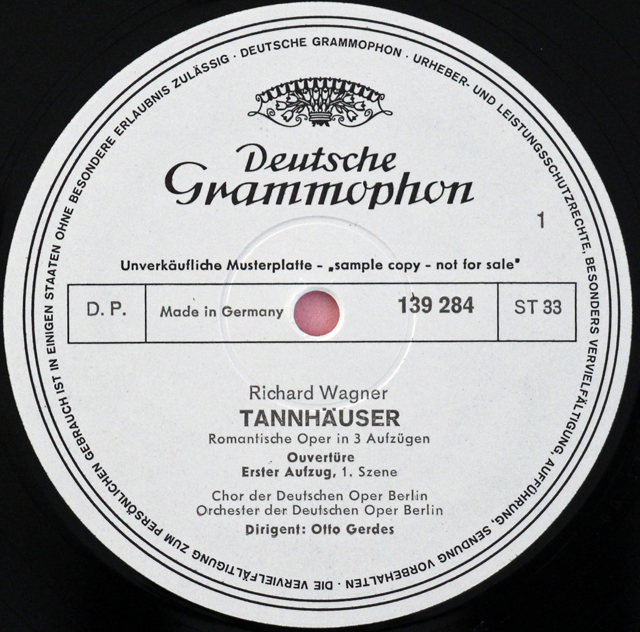 DEUTSCHE GRAMMOPHON · URHEBER- UND LEISTUNGSSCHUTZRECHTE, BESONDERS VERVIELFÄLTIGUNG, AUFFÜHRUNG, SENDUNG VORBEHALTEN · DIE VERVIELFÄLTIGUNG ZUM PERSÖNLICHEN GEBRAUCH IST IN EINIGEN STAATEN OHNE BESONDERE ERLAUBNIS ZULÄSSIG ·
Deutsche
Grammophon
1
Unverkäufliche Musterplatte - „sample copy - not for sale"
D. P. Made in Germany 139 284 ST 33
Richard Wagner
TANNHÄUSER
Romantische Oper in 3 Aufzügen
Ouvertüre
Erster Aufzug, 1. Szene
Chor der Deutschen Oper Berlin
Orchester der Deutschen Oper Berlin
Dirigent: Otto Gerdes